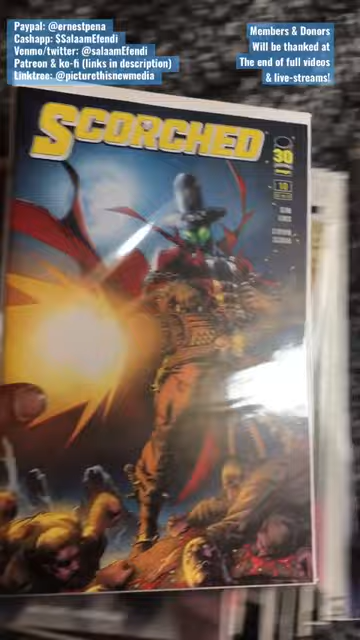 Paypal: @ernestpena
Cashapp: $SalaamEfendi
Venmo/twitter: @salaamEfendi
Patreon & ko-fi (links in description)
Linktree: @picturethisnewmedia
Members & Donors
Will be thanked at
The end of full videos
& live-streams!
SCORCHED
30
10